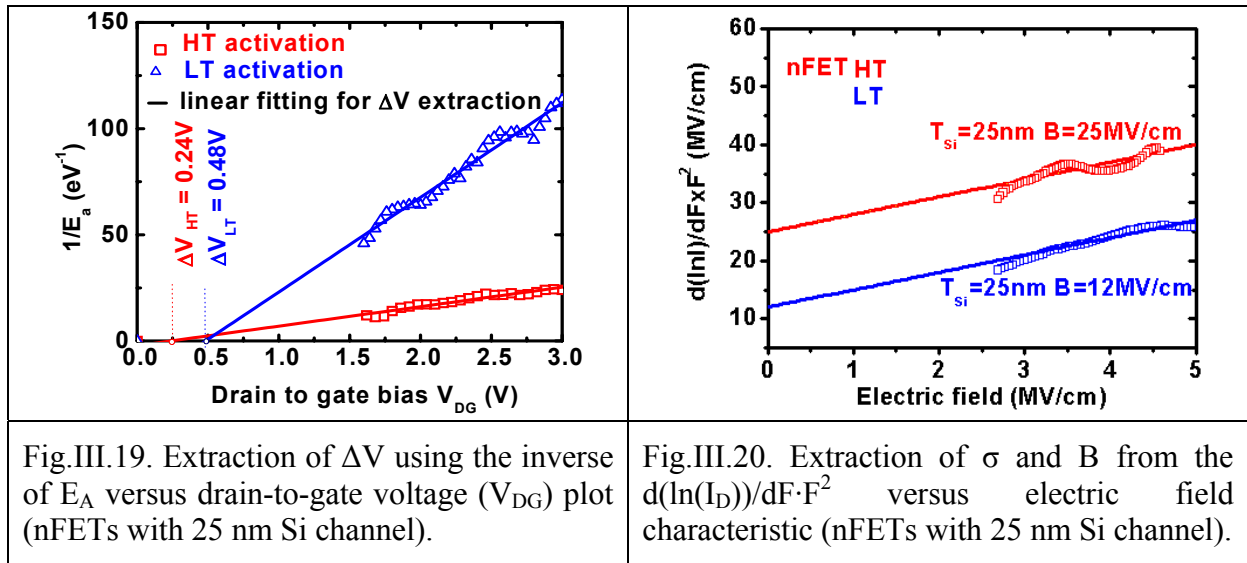 150
100
50
0
1/Eₐ (eV⁻¹)
HT activation
LT activation
linear fitting for ΔV extraction
ΔV_HT = 0.24V
ΔV_LT = 0.48V
0.0 0.5 1.0 1.5 2.0 2.5 3.0
Drain to gate bias V_DG (V)
60
50
40
30
20
10
d(lnI)/dFxF² (MV/cm)
nFET HT
LT
T_Si=25nm B=25MV/cm
T_Si=25nm B=12MV/cm
0 1 2 3 4 5
Electric field (MV/cm)
Fig.III.19. Extraction of ΔV using the inverse
of E_A versus drain-to-gate voltage (V_DG) plot
(nFETs with 25 nm Si channel).
Fig.III.20. Extraction of σ and B from the
d(ln(I_D))/dF·F² versus electric field
characteristic (nFETs with 25 nm Si channel).